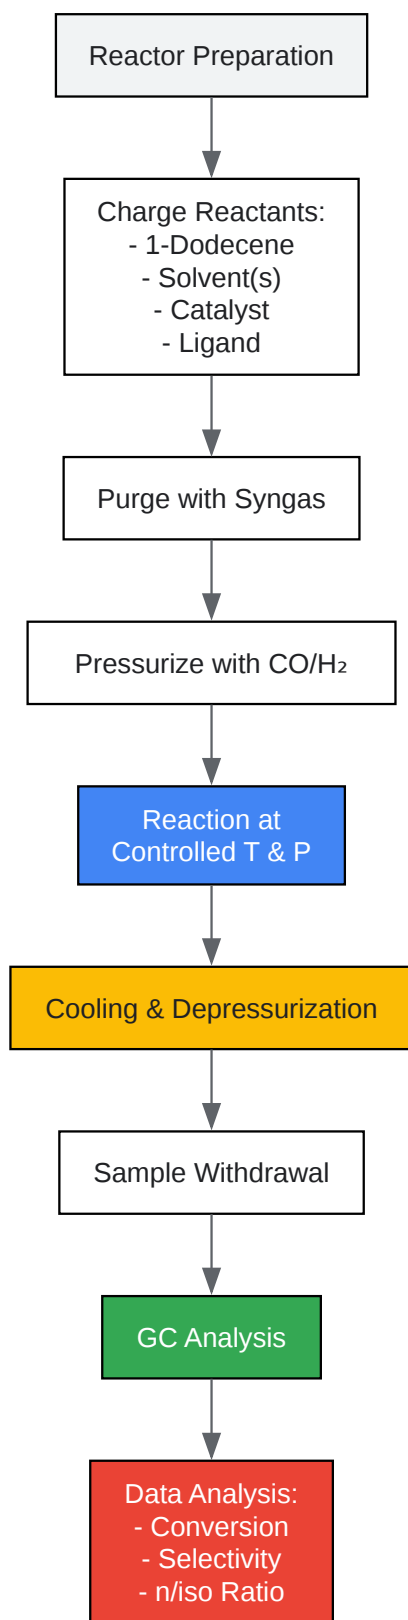 Reactor Preparation
Charge Reactants:
- 1-Dodecene
- Solvent(s)
- Catalyst
- Ligand
Purge with Syngas
Pressurize with CO/H₂
Reaction at
Controlled T & P
Cooling & Depressurization
Sample Withdrawal
GC Analysis
Data Analysis:
- Conversion
- Selectivity
- n/iso Ratio